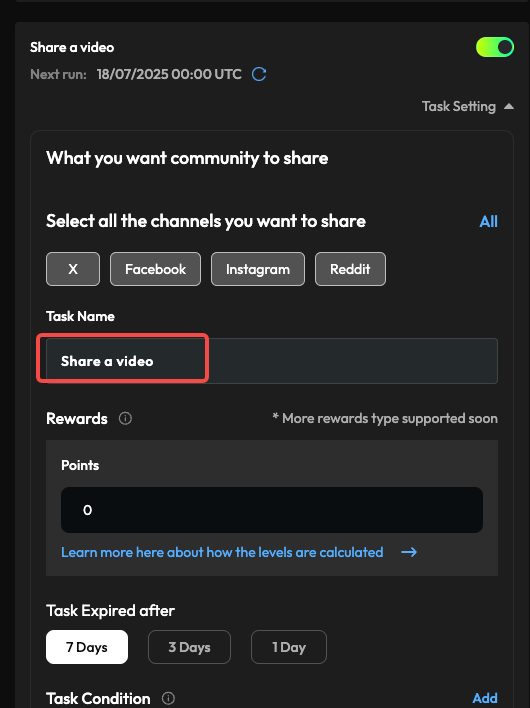 Share a video
Next run: 18/07/2025 00:00 UTC
Task Setting
What you want community to share
Select all the channels you want to share All
X Facebook Instagram Reddit
Task Name
Share a video
Rewards * More rewards type supported soon
Points
0
Learn more here about how the levels are calculated →
Task Expired after
7 Days 3 Days 1 Day
Task Condition Add